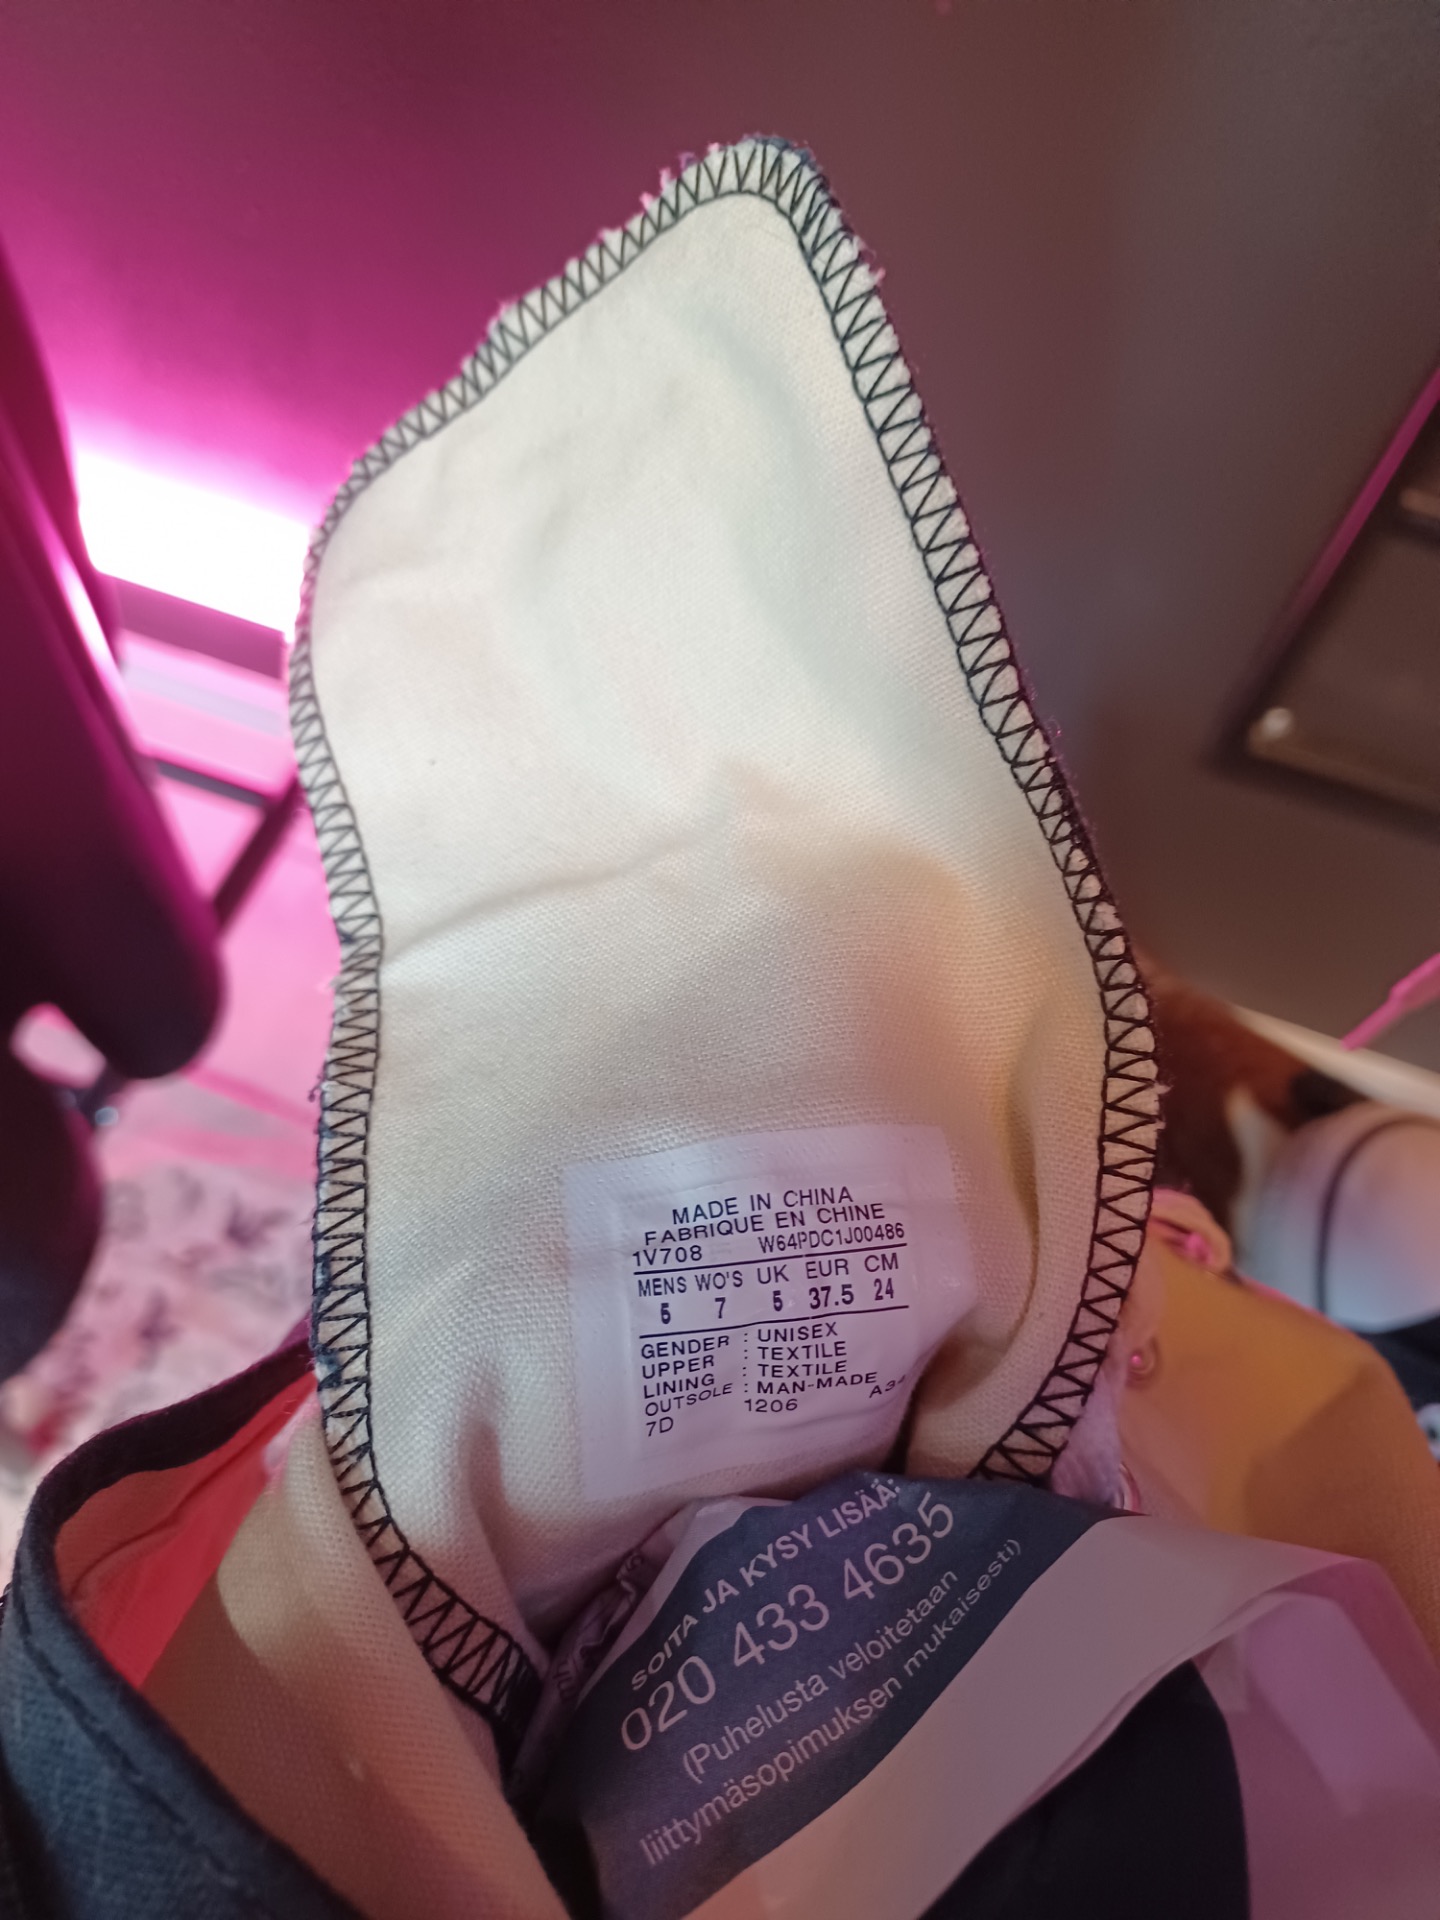 MADE IN CHINA
FABRIQUE EN CHINE
1V708 W64PDC1J00486
MENS WO'S UK EUR CM
5 7 5 37.5 24
GENDER : UNISEX
UPPER : TEXTILE
LINING : TEXTILE
OUTSOLE : MAN-MADE
7D 1206
SOITA JA KYSY LISÄÄ:
020 433 4635
(Puhelusta veloitetaan
liittymäsopimuksen mukaisesti)